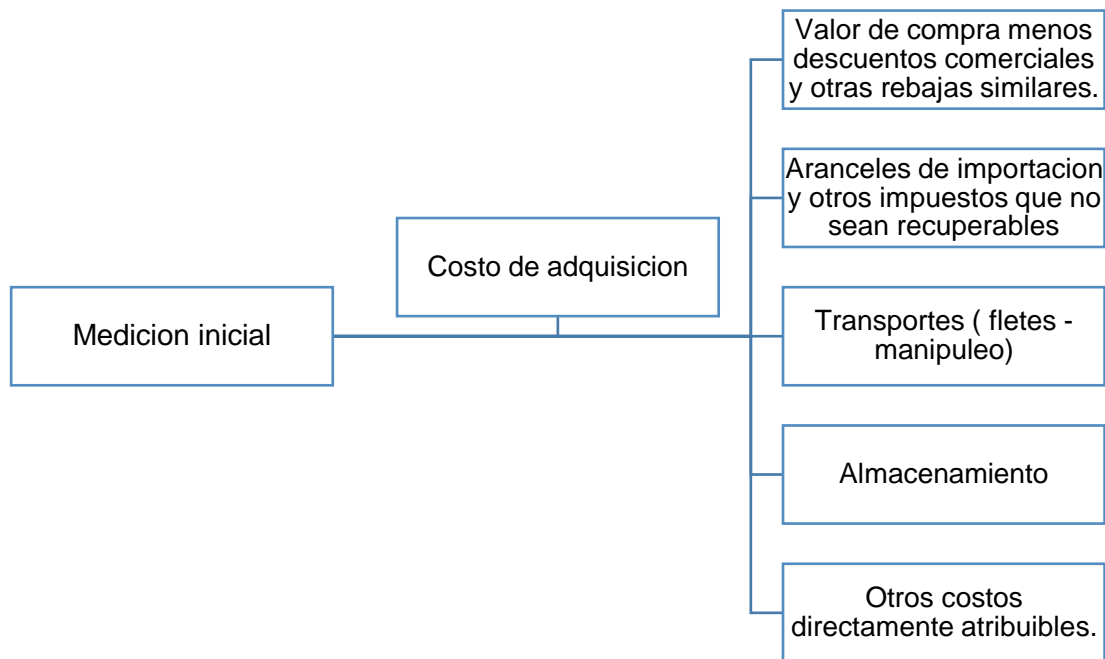 Medicion inicial
Costo de adquisicion
Valor de compra menos
descuentos comerciales
y otras rebajas similares.
Aranceles de importacion
y otros impuestos que no
sean recuperables
Transportes ( fletes -
manipuleo)
Almacenamiento
Otros costos
directamente atribuibles.